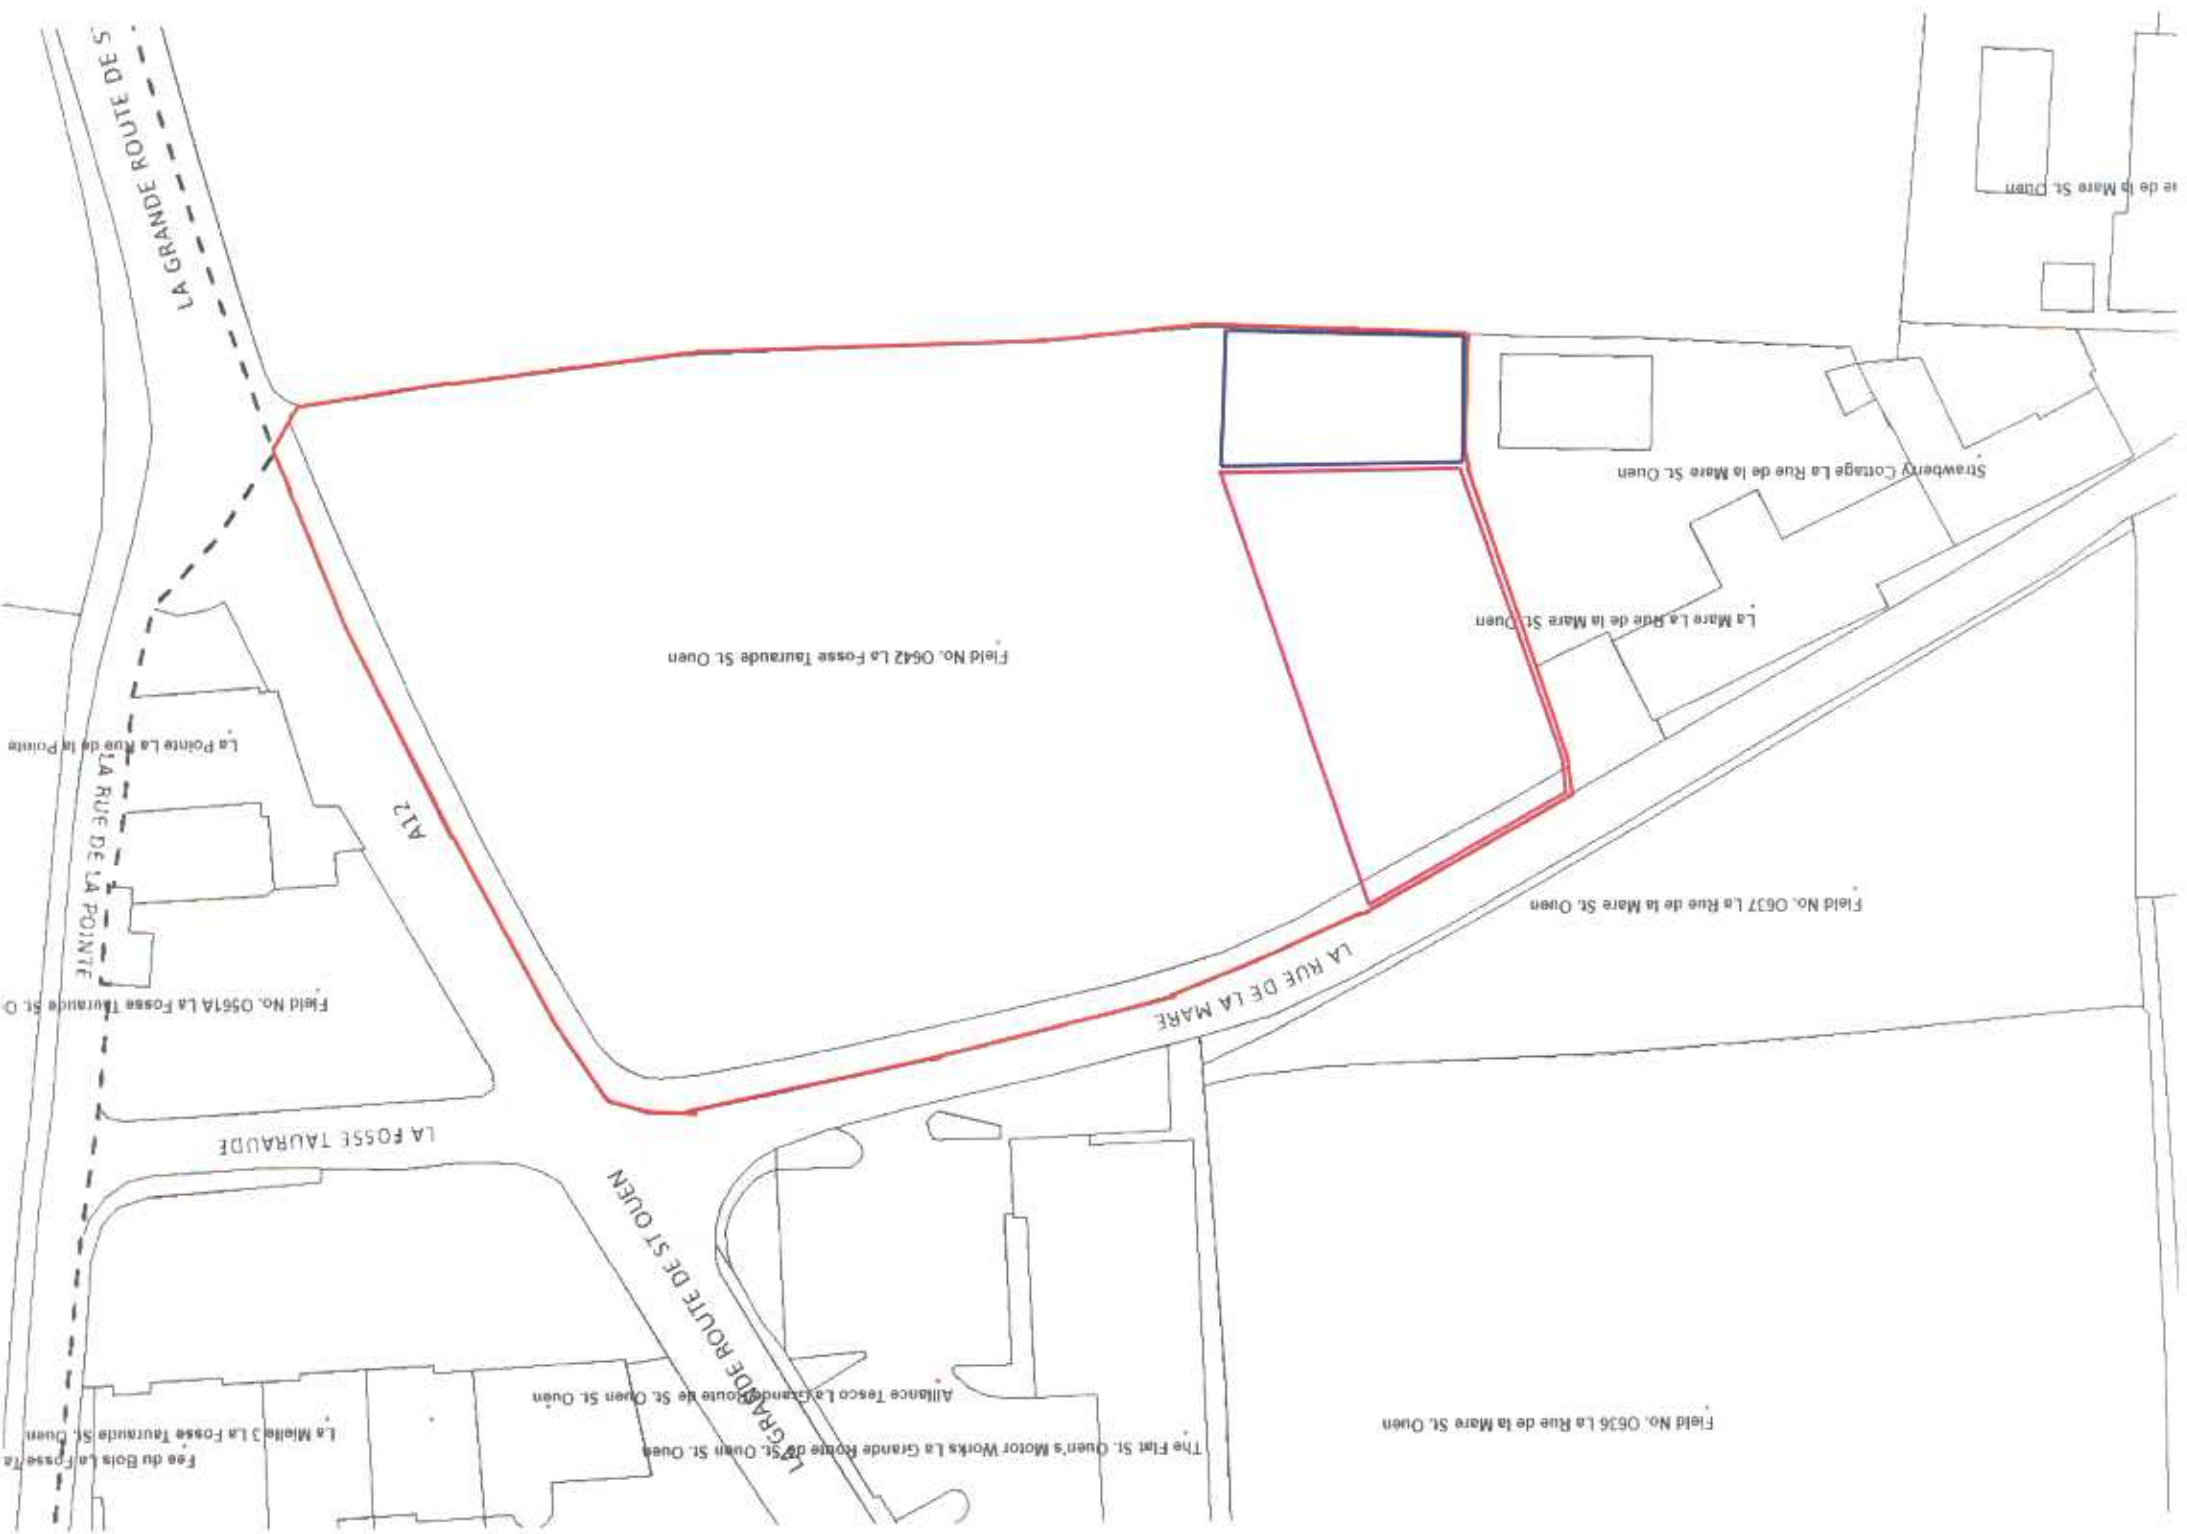 LA GRANDE ROUTE DE S
ue de la Mare St. Ouen
Strawberry Cottage La Rue de la Mare St. Ouen
La Mare La Rue de la Mare St. Ouen
Field No. O642 La Fosse Tauraude St. Ouen
La Pointe La Rue de la Pointe
LA RUE DE LA POINTE
A12
Field No. O637 La Rue de la Mare St. Ouen
LA RUE DE LA MARE
Field No. O561A La Fosse Tauraude St. O
LA FOSSE TAURAUDE
LA GRANDE ROUTE DE ST OUEN
Alliance Tesco La Grande Route de St. Ouen St. Ouen
Field No. O636 La Rue de la Mare St. Ouen
La Mielle 3 La Fosse Tauraude St. Ouen
The Flat St. Ouen's Motor Works La Grande Route de St. Ouen St. Ouen
Fee du Bois La Fosse Ta